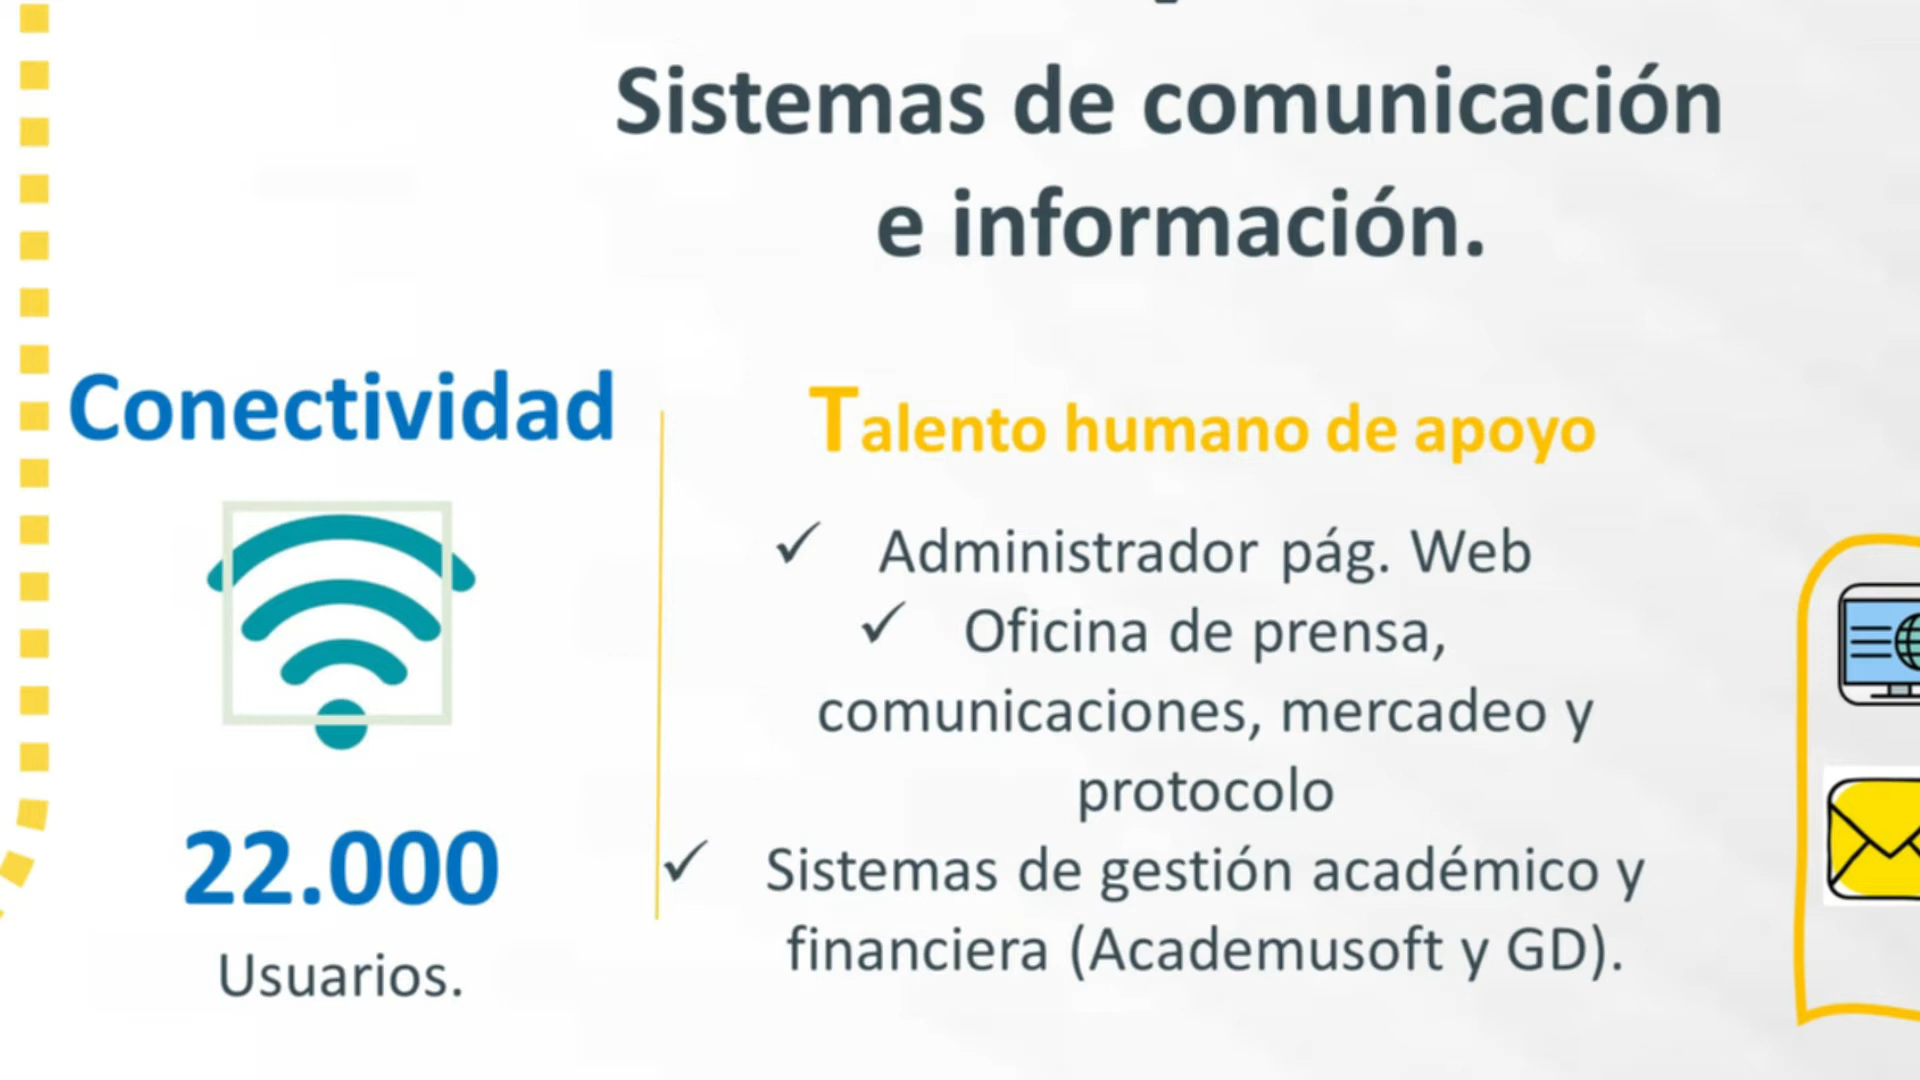 Sistemas de comunicación
e información.
Conectividad
22.000
Usuarios.
Talento humano de apoyo
✓ Administrador pág. Web
✓ Oficina de prensa,
comunicaciones, mercadeo y
protocolo
✓ Sistemas de gestión académico y
financiera (Academusoft y GD).